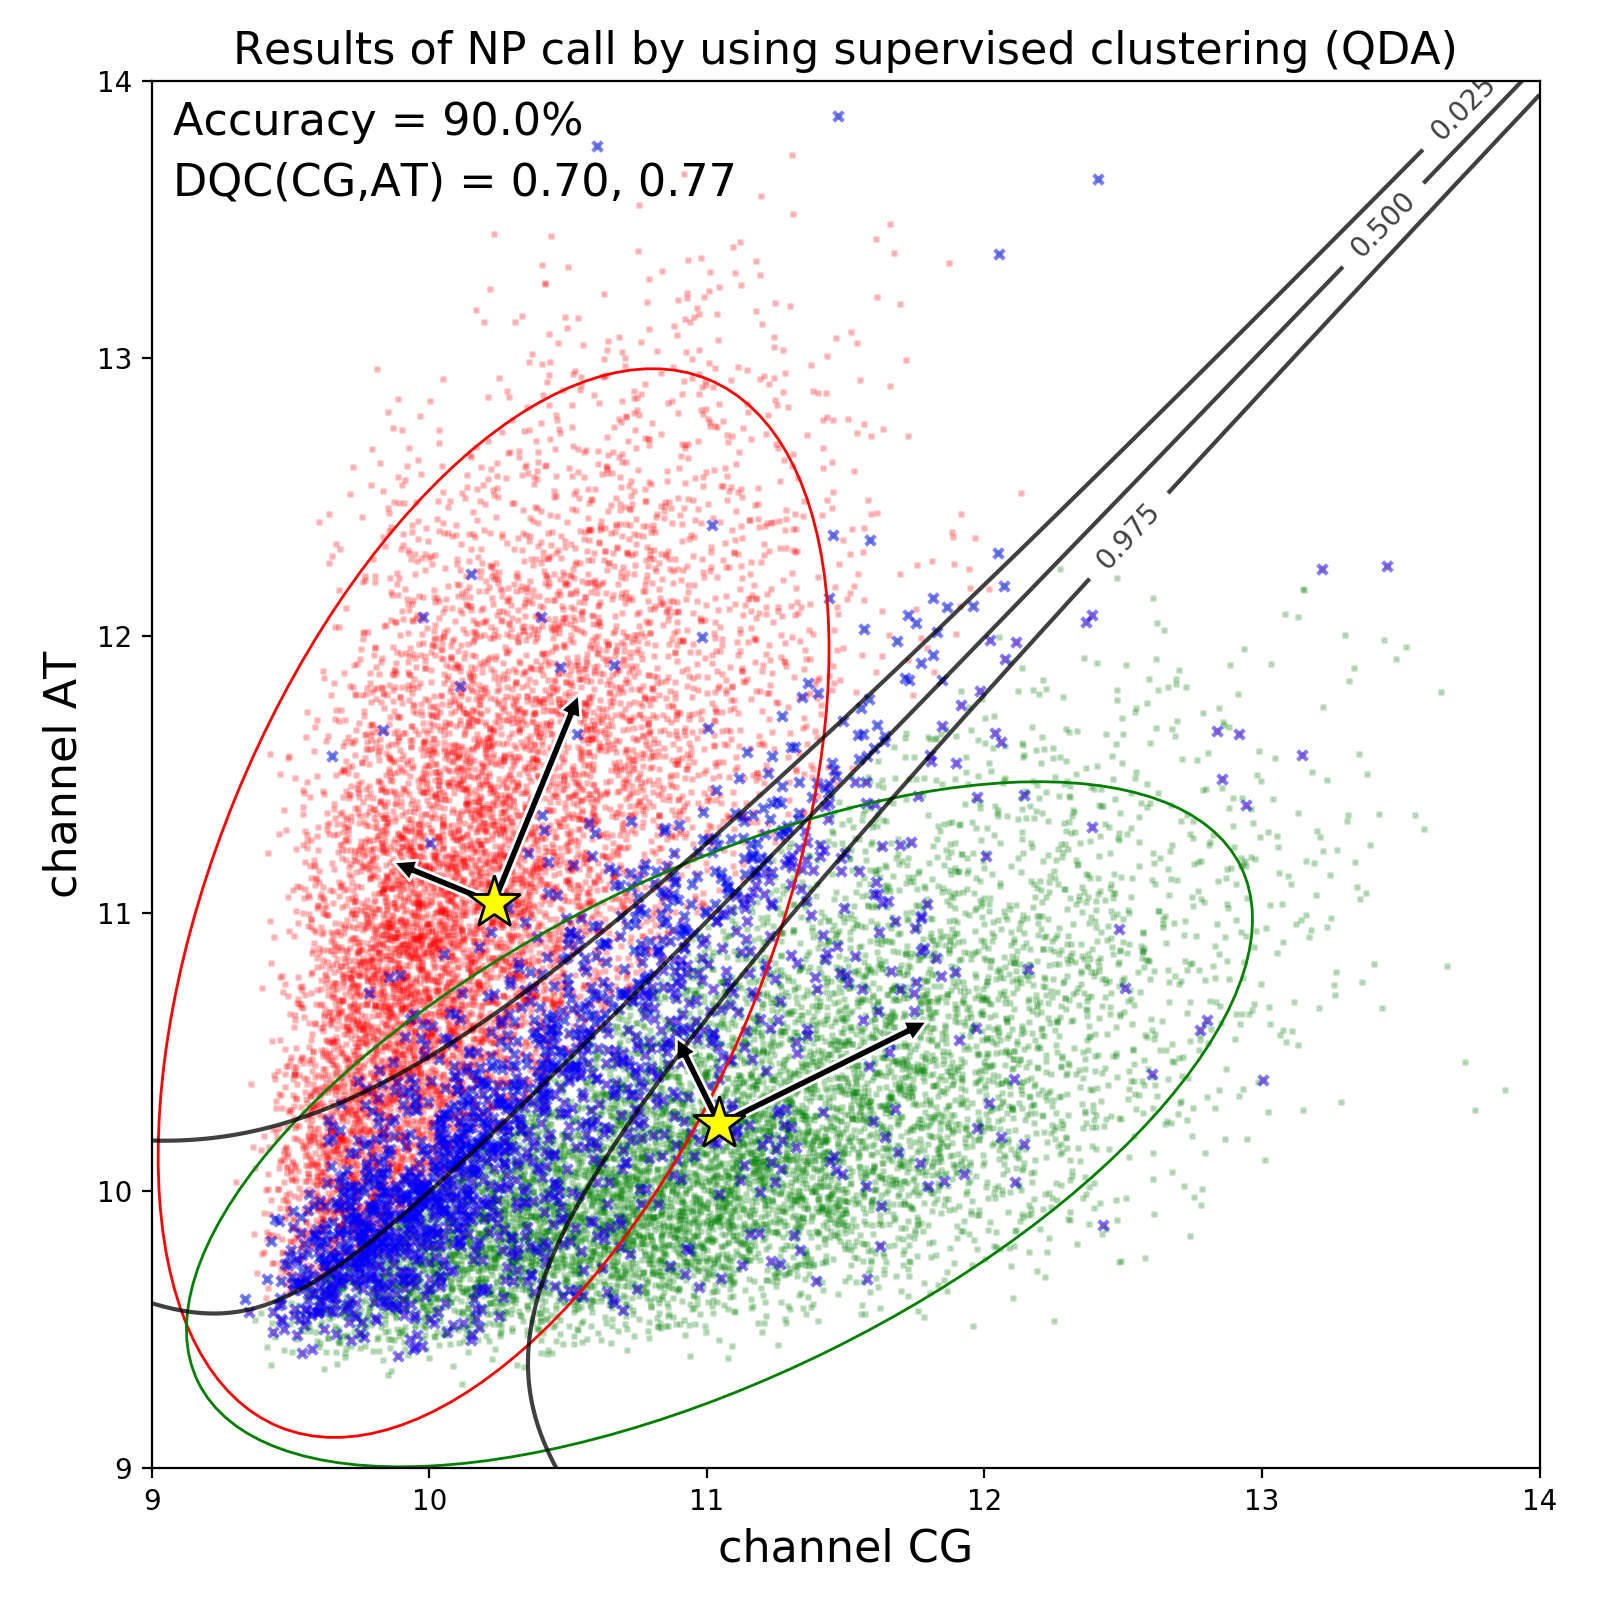 Results of NP call by using supervised clustering (QDA)
Accuracy = 90.0%
DQC(CG,AT) = 0.70, 0.77
0.025
0.500
0.975
14
13
12
11
10
9
channel AT
9 10 11 12 13 14
channel CG